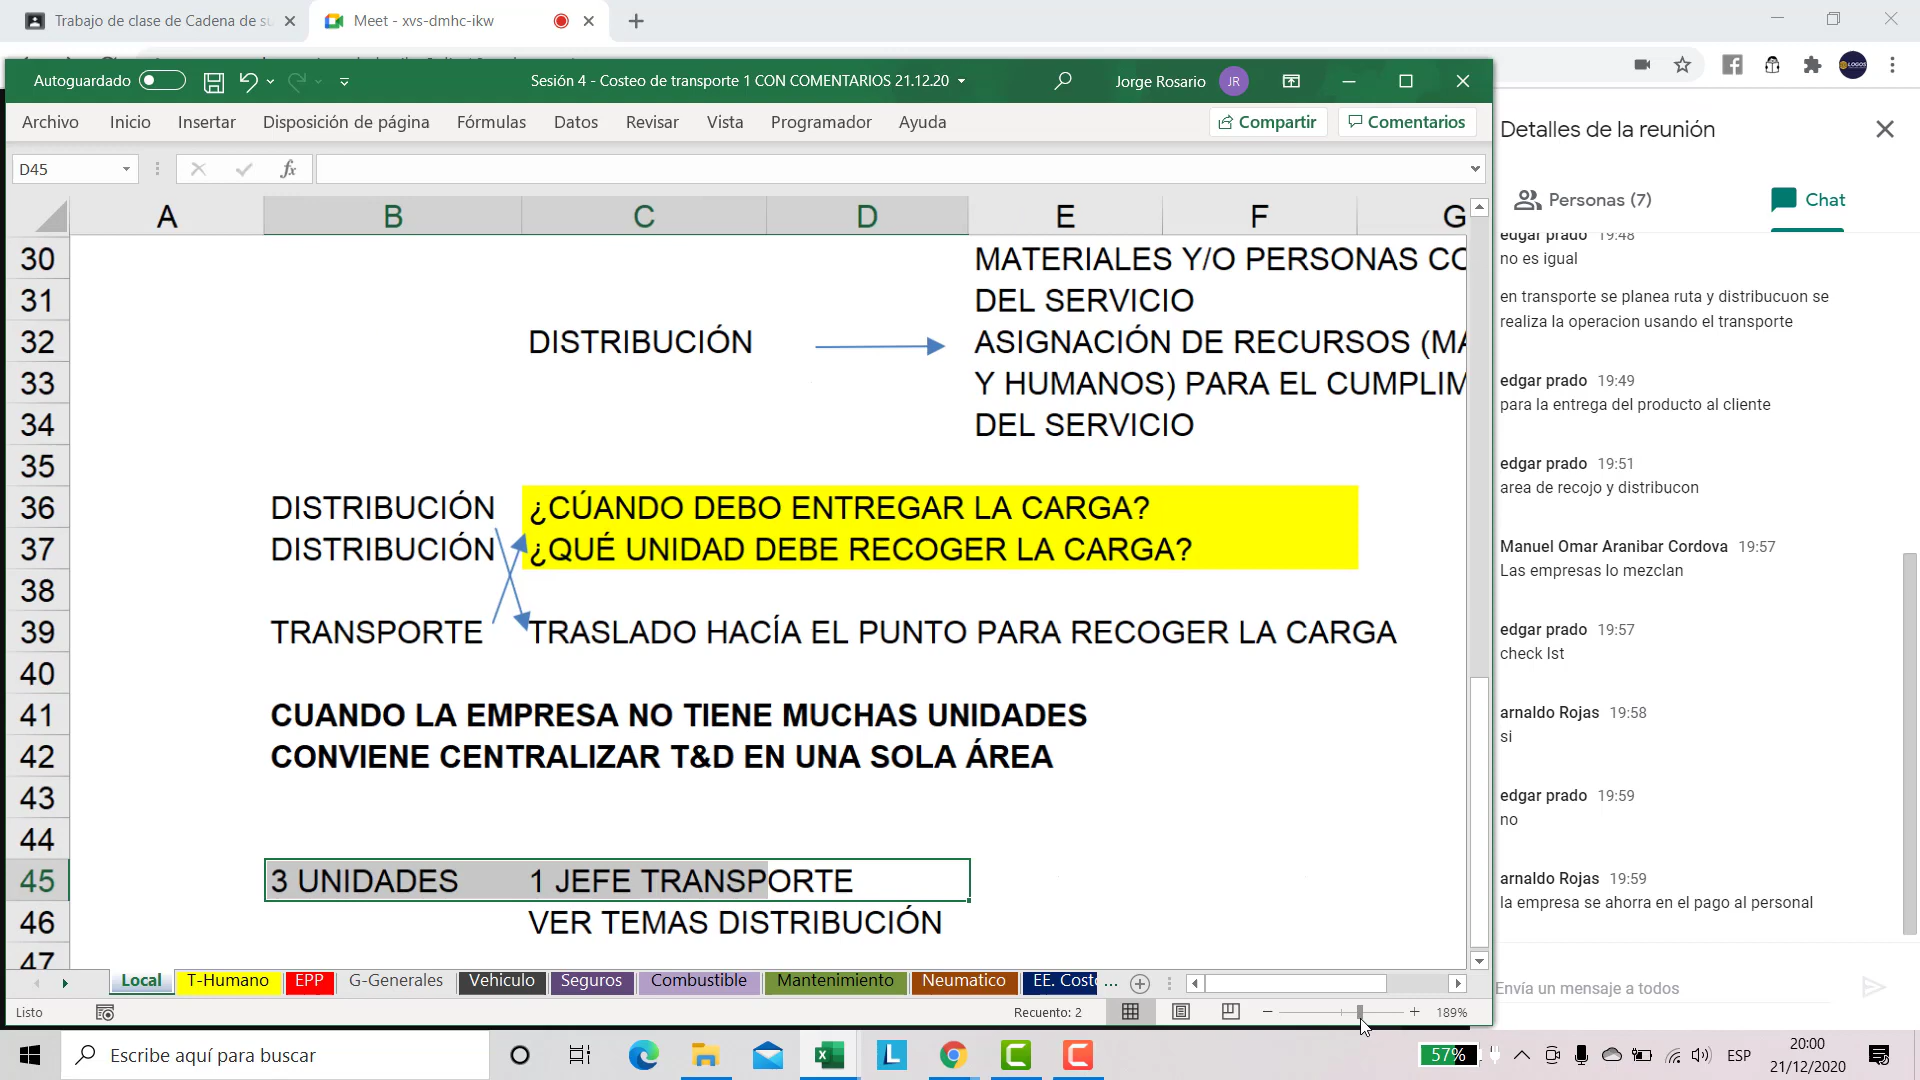 Trabajo de clase de Cadena de su
Meet - xvs-dmhc-ikw
Autoguardado
Sesión 4 - Costeo de transporte 1 CON COMENTARIOS 21.12.20
Jorge Rosario
JR
Archivo Inicio Insertar Disposición de página Fórmulas Datos Revisar Vista Programador Ayuda
Compartir
Comentarios
D45
fx
A B C D E F G
30 MATERIALES Y/O PERSONAS CO
31 DEL SERVICIO
32 DISTRIBUCIÓN ASIGNACIÓN DE RECURSOS (MA
33 Y HUMANOS) PARA EL CUMPLIM
34 DEL SERVICIO
35
36 DISTRIBUCIÓN ¿CÚANDO DEBO ENTREGAR LA CARGA?
37 DISTRIBUCIÓN ¿QUÉ UNIDAD DEBE RECOGER LA CARGA?
38
39 TRANSPORTE TRASLADO HACÍA EL PUNTO PARA RECOGER LA CARGA
40
41 CUANDO LA EMPRESA NO TIENE MUCHAS UNIDADES
42 CONVIENE CENTRALIZAR T&D EN UNA SOLA ÁREA
43
44
45 3 UNIDADES 1 JEFE TRANSPORTE
46 VER TEMAS DISTRIBUCIÓN
47
Local T-Humano EPP G-Generales Vehiculo Seguros Combustible Mantenimiento Neumatico EE. Costo ...
Listo
Recuento: 2
189%
Detalles de la reunión
Personas (7)
Chat
edgar prado 19:48
no es igual
en transporte se planea ruta y distribucuon se
realiza la operacion usando el transporte
edgar prado 19:49
para la entrega del producto al cliente
edgar prado 19:51
area de recojo y distribucon
Manuel Omar Aranibar Cordova 19:57
Las empresas lo mezclan
edgar prado 19:57
check lst
arnaldo Rojas 19:58
si
edgar prado 19:59
no
arnaldo Rojas 19:59
la empresa se ahorra en el pago al personal
Envía un mensaje a todos
Escribe aquí para buscar
57%
ESP
20:00
21/12/2020